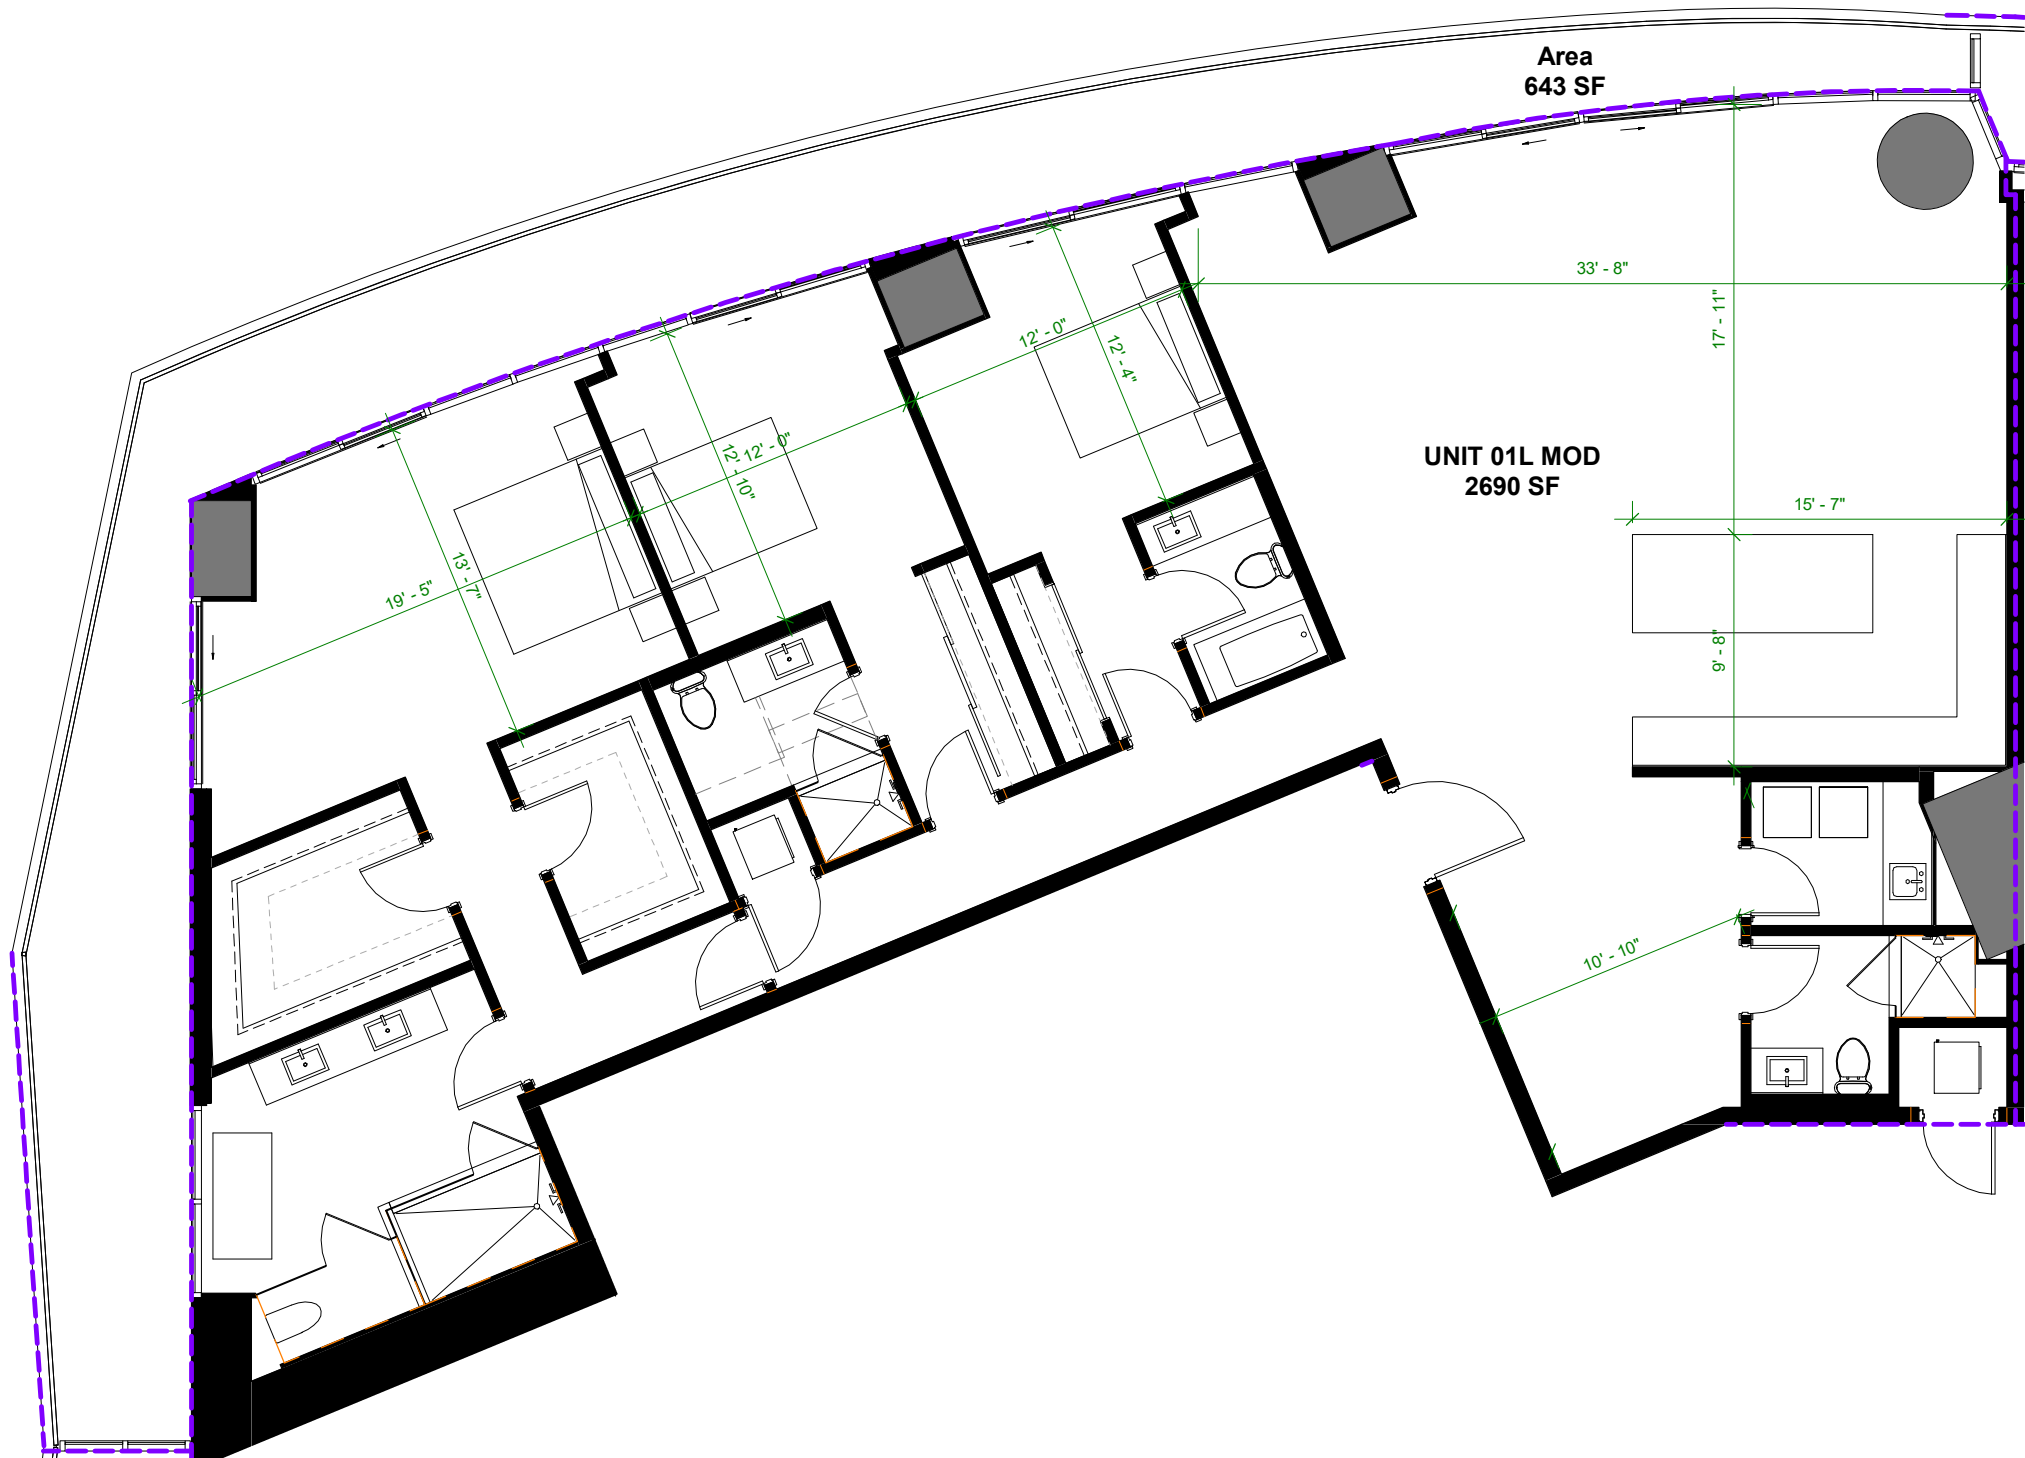 Area
643 SF
33' - 8"
17' - 11"
12' - 0"
12' - 4"
UNIT 01L MOD
2690 SF
12' - 0"
12' - 10"
15' - 7"
13' - 7"
19' - 5"
9' - 8"
10' - 10"